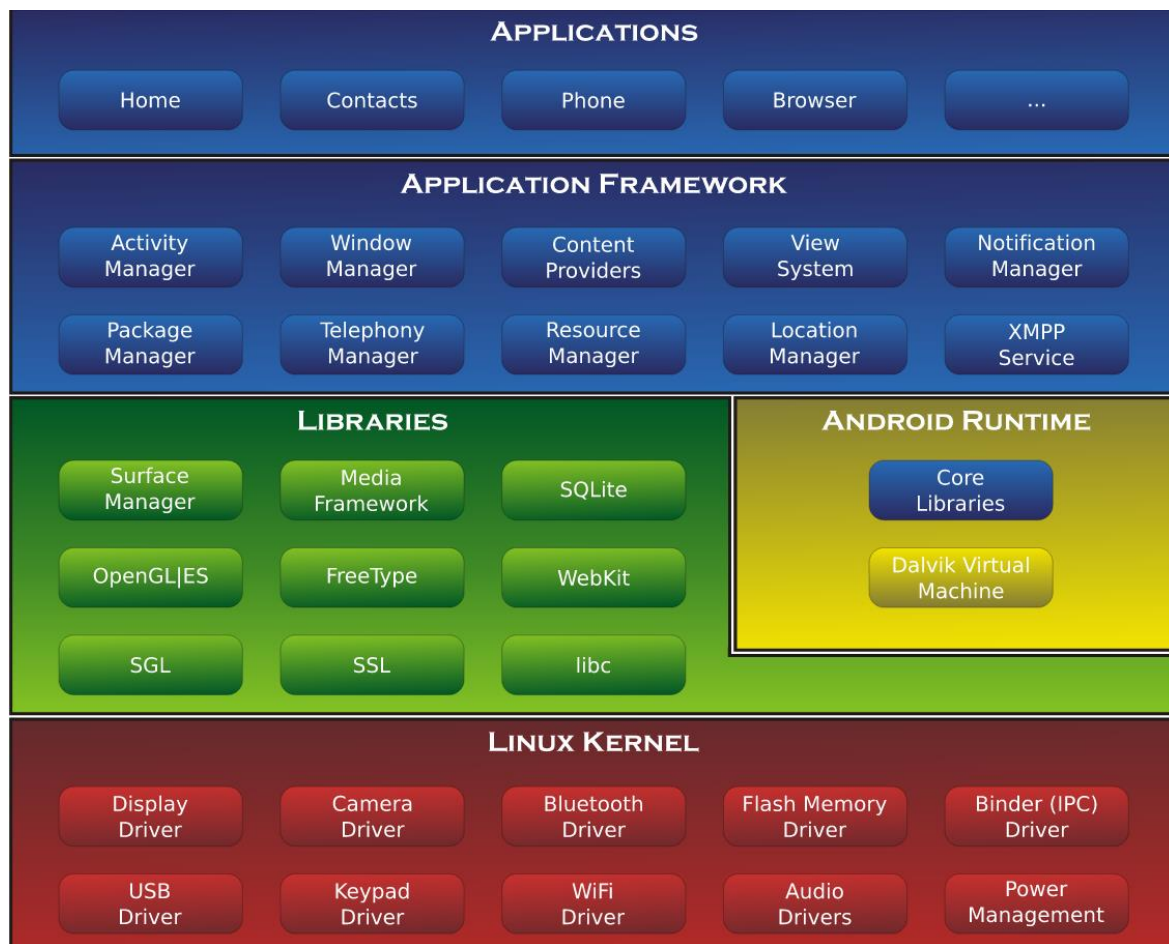 APPLICATIONS
Home
Contacts
Phone
Browser
...
APPLICATION FRAMEWORK
Activity
Manager
Window
Manager
Content
Providers
View
System
Notification
Manager
Package
Manager
Telephony
Manager
Resource
Manager
Location
Manager
XMPP
Service
LIBRARIES
Surface
Manager
Media
Framework
SQLite
OpenGL|ES
FreeType
WebKit
SGL
SSL
libc
ANDROID RUNTIME
Core
Libraries
Dalvik Virtual
Machine
LINUX KERNEL
Display
Driver
Camera
Driver
Bluetooth
Driver
Flash Memory
Driver
Binder (IPC)
Driver
USB
Driver
Keypad
Driver
WiFi
Driver
Audio
Drivers
Power
Management